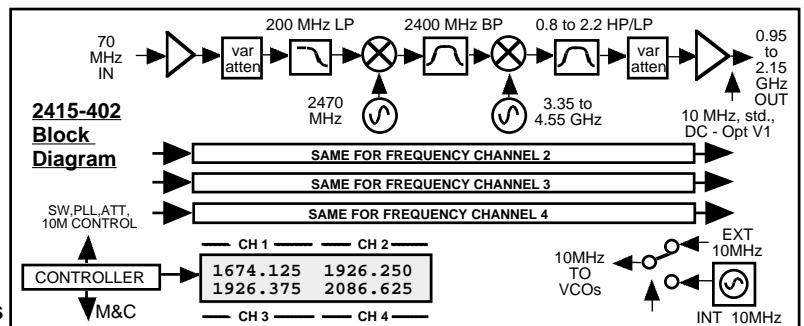 200 MHz LP
2400 MHz BP
0.8 to 2.2 HP/LP
70
MHz
IN
var
atten
var
atten
0.95
to
2.15
GHz
OUT
2470
MHz
3.35 to
4.55 GHz
10 MHz, std.,
DC - Opt V1
2415-402
Block
Diagram
SAME FOR FREQUENCY CHANNEL 2
SAME FOR FREQUENCY CHANNEL 3
SAME FOR FREQUENCY CHANNEL 4
SW,PLL,ATT,
10M CONTROL
CONTROLLER
M&C
CH 1 CH 2
1674.125 1926.250
1926.375 2086.625
CH 3 CH 4
10MHz
TO
VCOs
EXT
10MHz
INT 10MHz
s